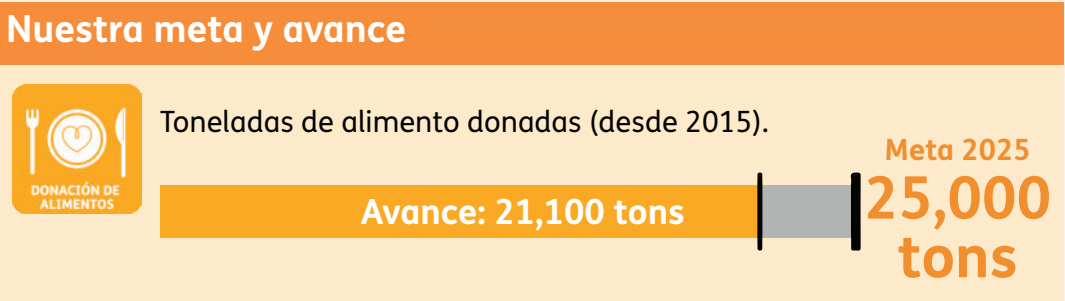 Nuestra meta y avance
Toneladas de alimento donadas (desde 2015).
DONACIÓN DE
ALIMENTOS
Avance: 21,100 tons
Meta 2025
25,000
tons